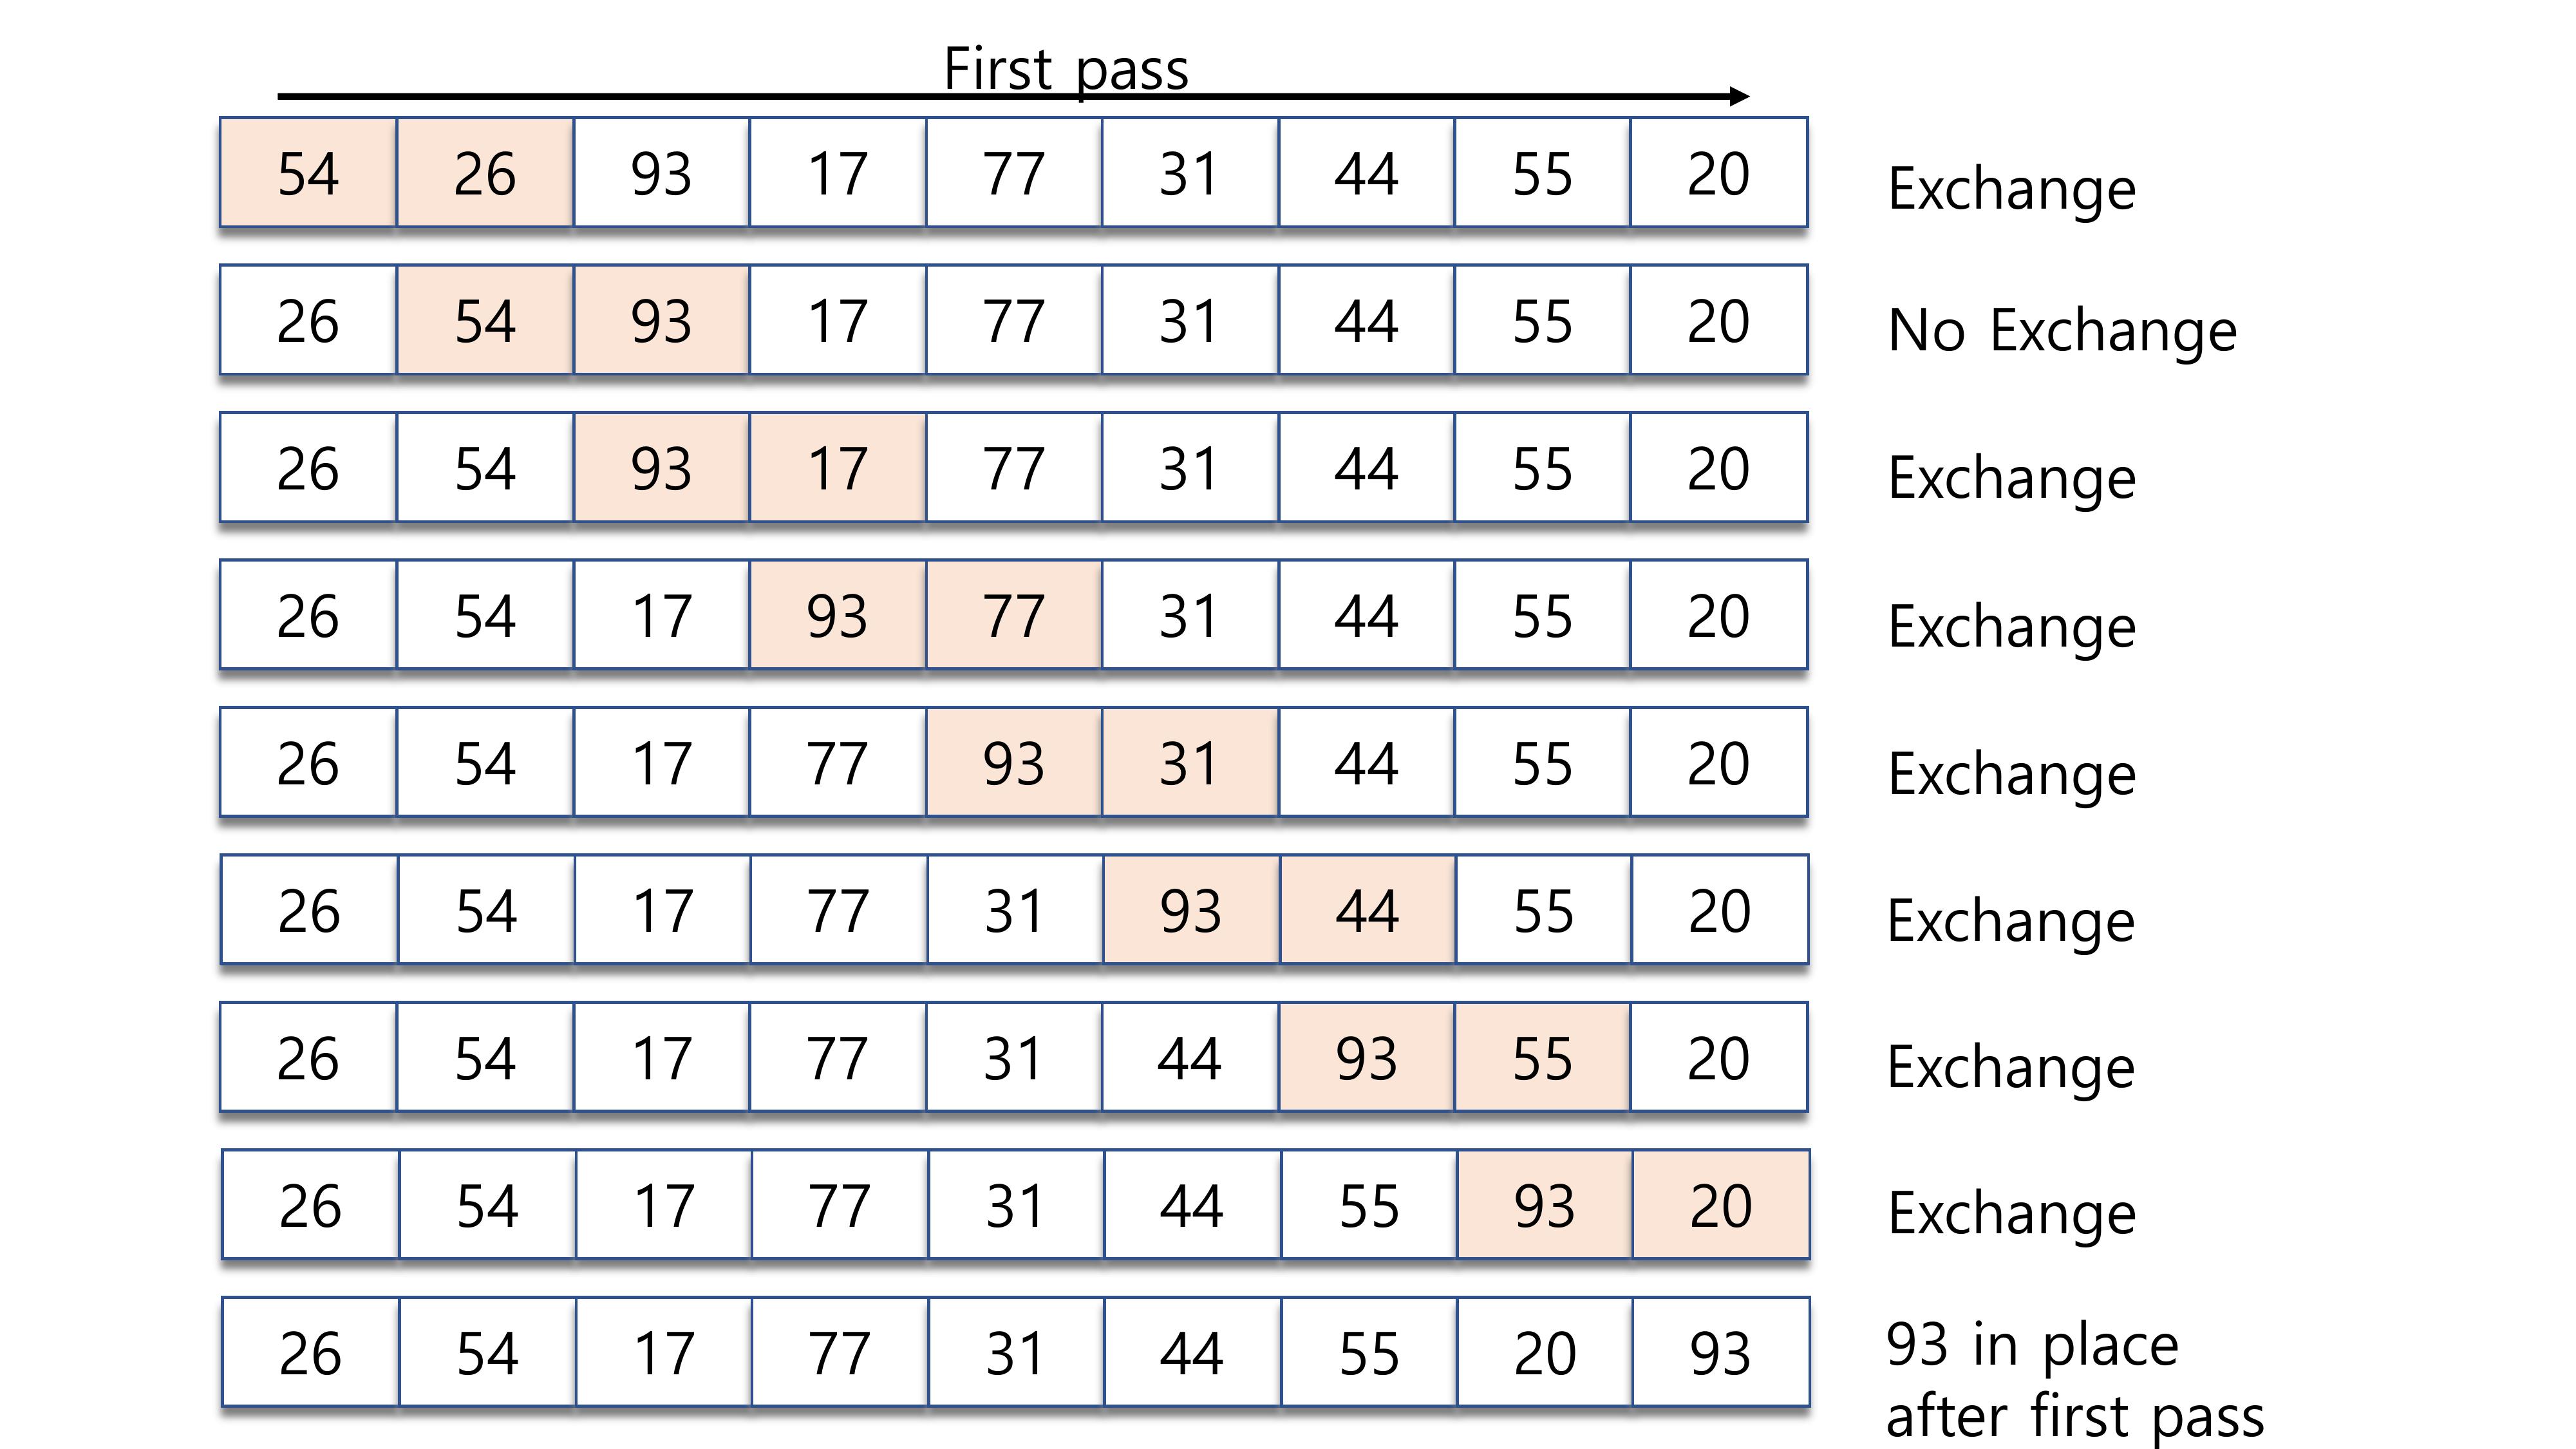 First pass
54 26 93 17 77 31 44 55 20 Exchange
26 54 93 17 77 31 44 55 20 No Exchange
26 54 93 17 77 31 44 55 20 Exchange
26 54 17 93 77 31 44 55 20 Exchange
26 54 17 77 93 31 44 55 20 Exchange
26 54 17 77 31 93 44 55 20 Exchange
26 54 17 77 31 44 93 55 20 Exchange
26 54 17 77 31 44 55 93 20 Exchange
26 54 17 77 31 44 55 20 93 93 in place
after first pass